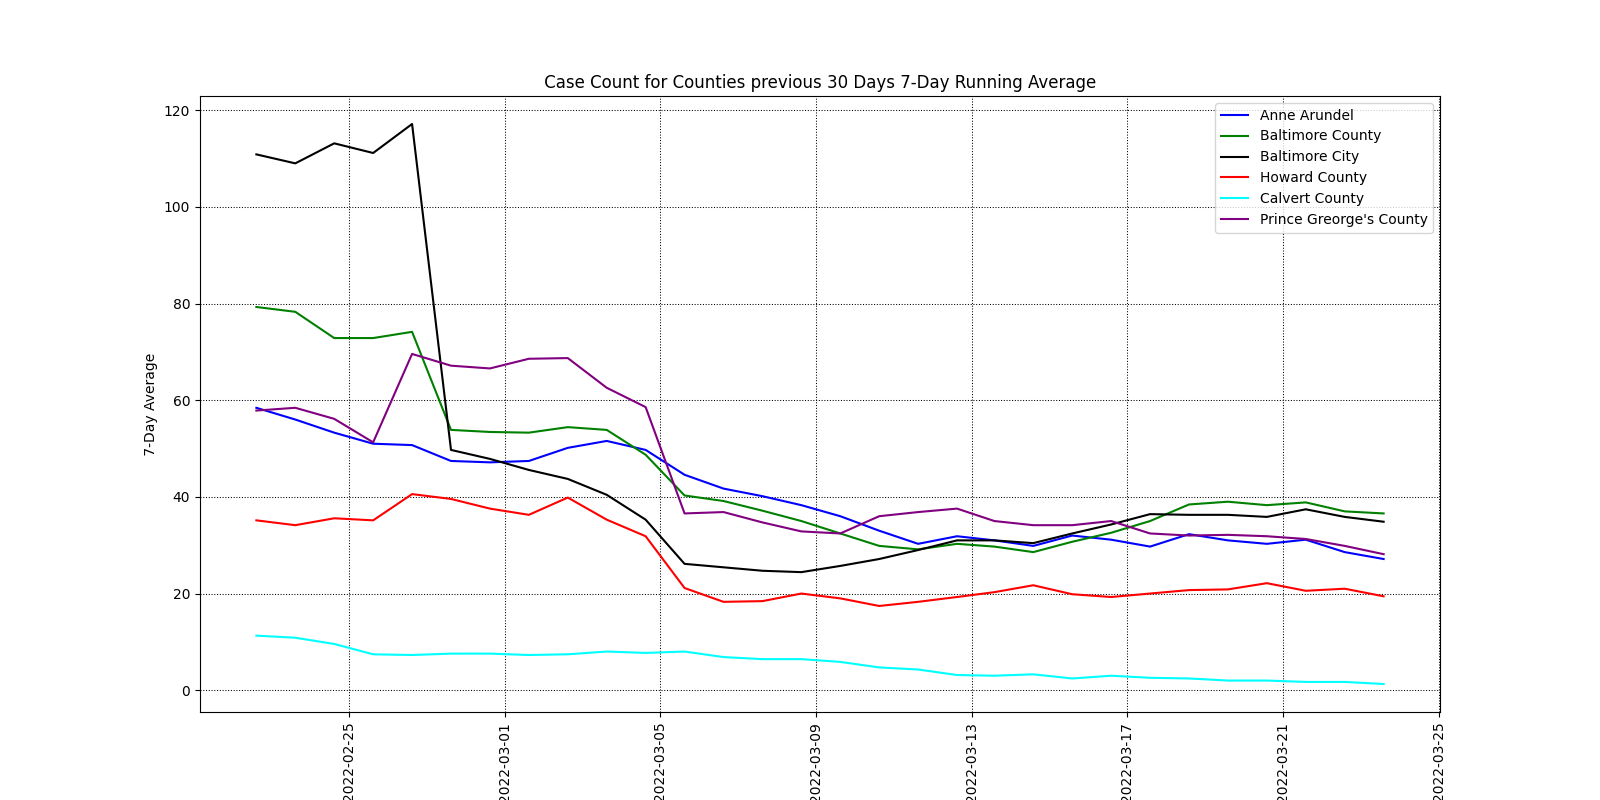 Case Count for Counties previous 30 Days 7-Day Running Average
120
100
80
60
40
20
0
7-Day Average
Anne Arundel
Baltimore County
Baltimore City
Howard County
Calvert County
Prince Greorge's County
2022-02-25
2022-03-01
2022-03-05
2022-03-09
2022-03-13
2022-03-17
2022-03-21
2022-03-25